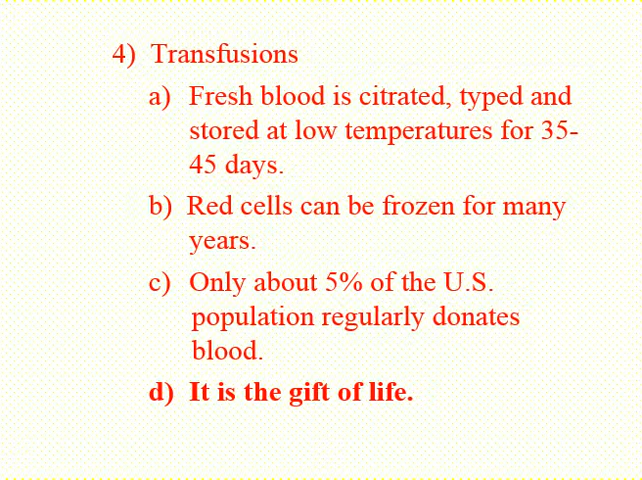 4) Transfusions
a) Fresh blood is citrated, typed and
stored at low temperatures for 35-
45 days.
b) Red cells can be frozen for many
years.
c) Only about 5% of the U.S.
population regularly donates
blood.
d) It is the gift of life.